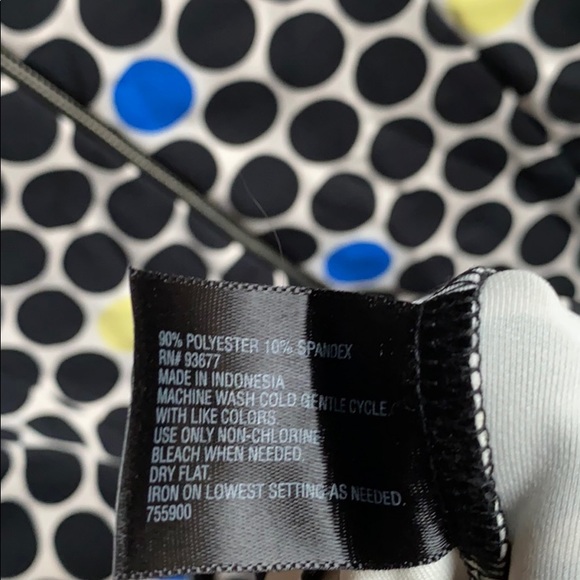 90% POLYESTER 10% SPANDEX
RN# 93677
MADE IN INDONESIA
MACHINE WASH COLD GENTLE CYCLE
WITH LIKE COLORS.
USE ONLY NON-CHLORINE
BLEACH WHEN NEEDED.
DRY FLAT.
IRON ON LOWEST SETTING AS NEEDED.
755900